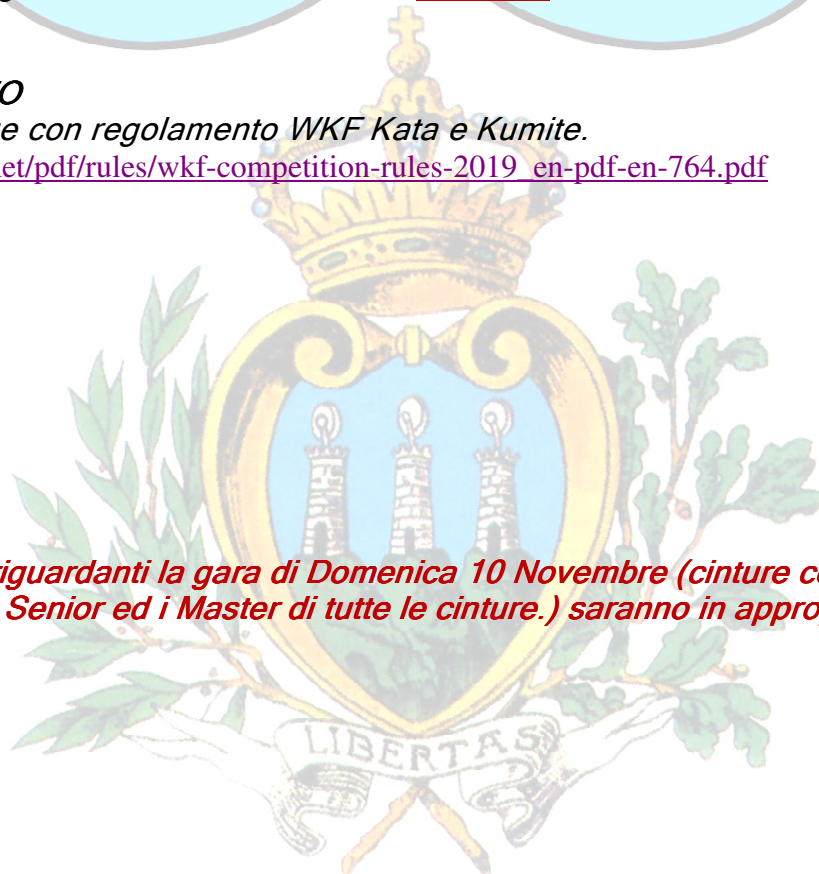 e con regolamento WKF Kata e Kumite.
et/pdf/rules/wkf-competition-rules-2019_en-pdf-en-764.pdf
riguardanti la gara di Domenica 10 Novembre (cinture co
Senior ed i Master di tutte le cinture.) saranno in appro
LIBERTAS